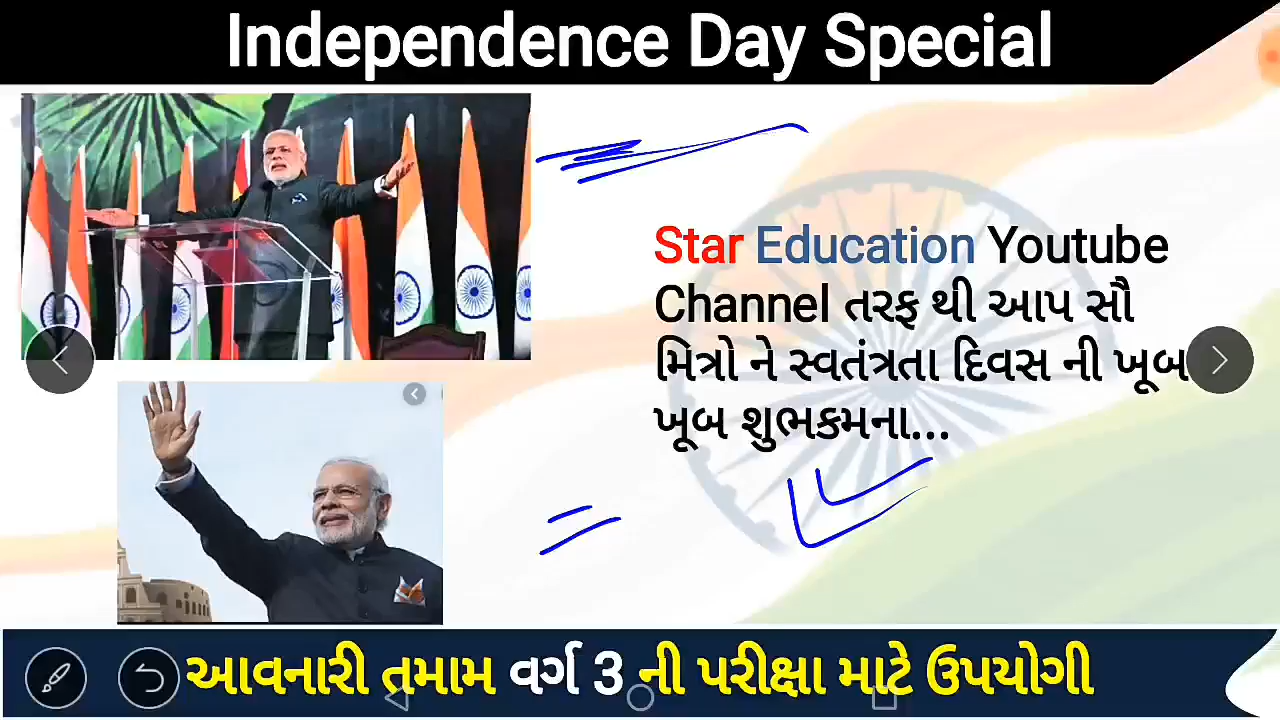 Independence Day Special
Star Education Youtube
Channel તરફ થી આપ સૌ
મિત્રો ને સ્વતંત્રતા દિવસ ની ખૂબ
ખૂબ શુભકમના...
આવનારી તમામ વર્ગ 3 ની પરીક્ષા માટે ઉપયોગી